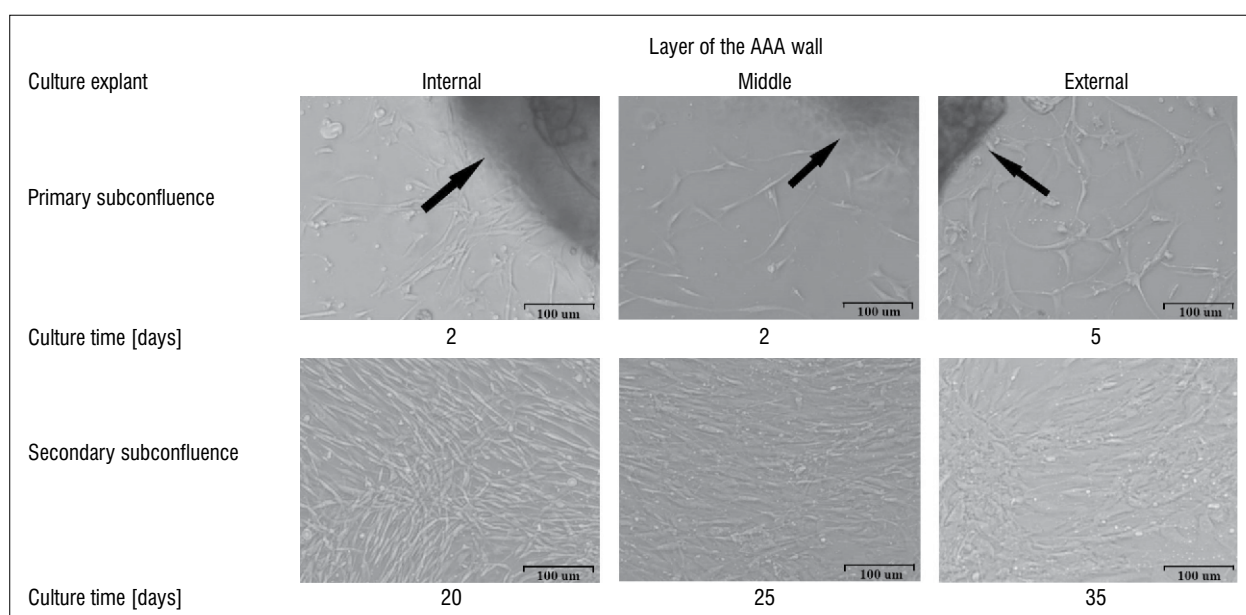 Layer of the AAA wall
Culture explant Internal Middle External
Primary subconfluence
100 um 100 um 100 um
Culture time [days] 2 2 5
Secondary subconfluence
100 um 100 um 100 um
Culture time [days] 20 25 35